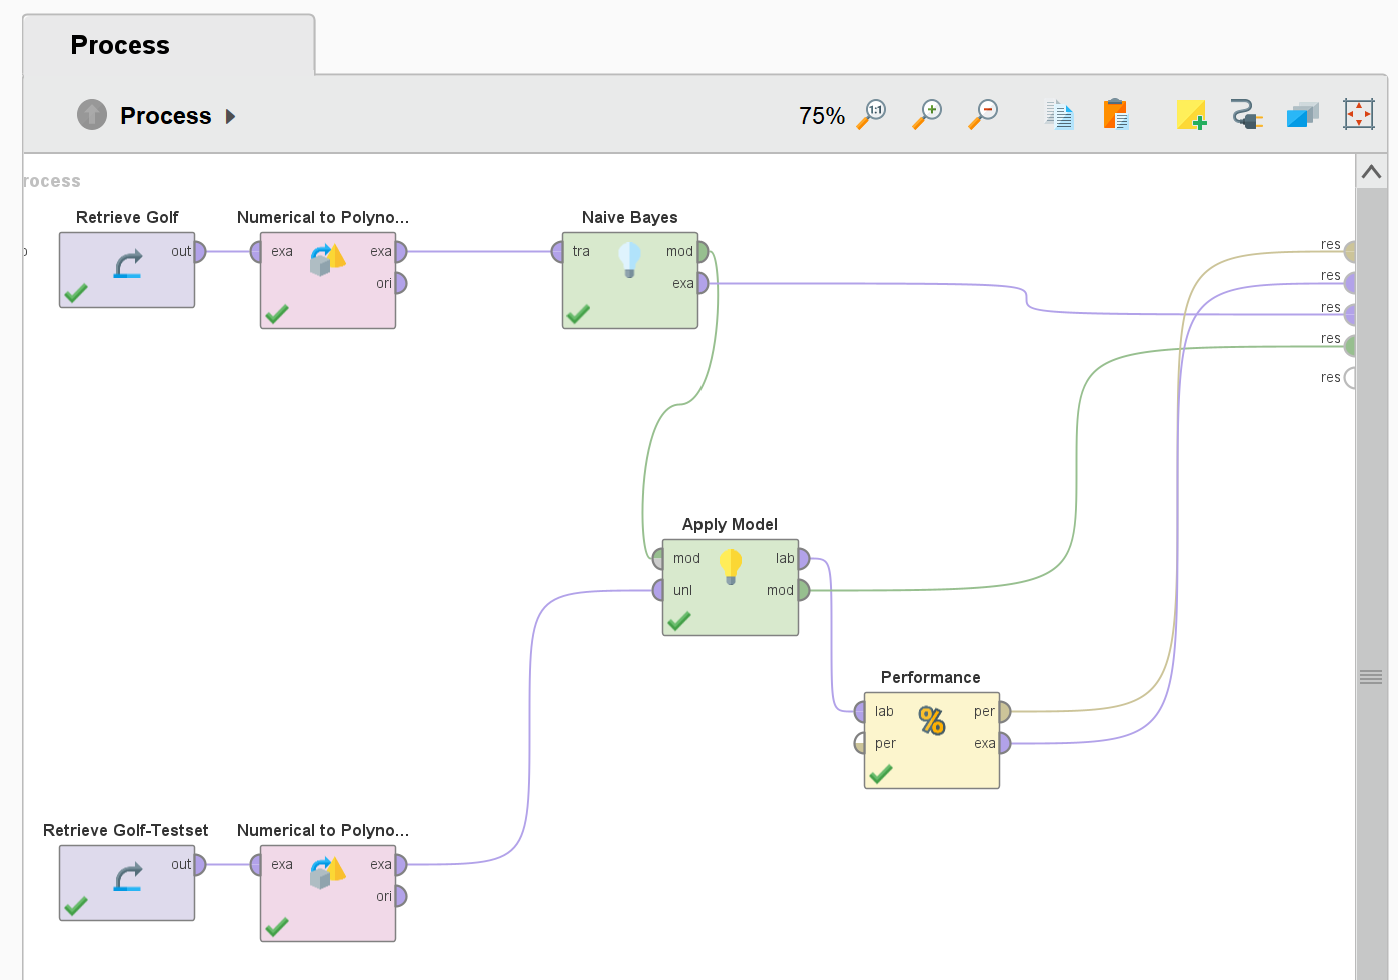 Process
Process
75%
1:1
rocess
Retrieve Golf
out
Numerical to Polyno...
exa
exa
ori
Naive Bayes
tra
mod
exa
res
res
res
res
res
Apply Model
mod
lab
unl
mod
Performance
lab
per
per
exa
%
Retrieve Golf-Testset
out
Numerical to Polyno...
exa
exa
ori